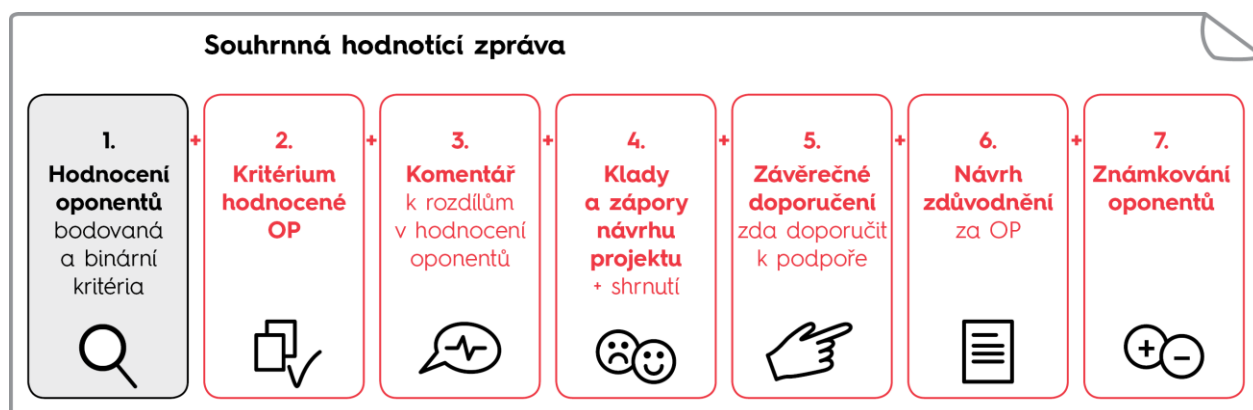 Souhrnná hodnotící zpráva
1.
Hodnocení
oponentů
bodovaná
a binární
kritéria
+
2.
Kritérium
hodnocené
OP
+
3.
Komentář
k rozdílům
v hodnocení
oponentů
+
4.
Klady
a zápory
návrhu
projektu
+ shrnutí
+
5.
Závěrečné
doporučení
zda doporučit
k podpoře
+
6.
Návrh
zdůvodnění
za OP
+
7.
Známkování
oponentů